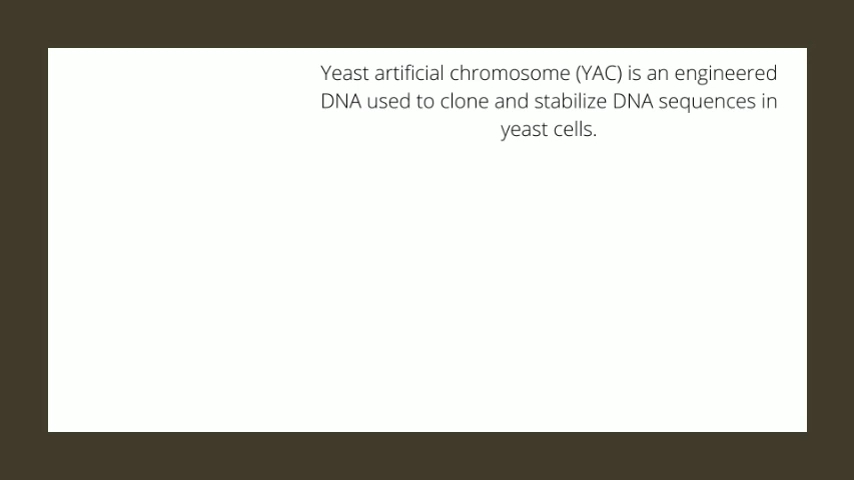 Yeast artificial chromosome (YAC) is an engineered
DNA used to clone and stabilize DNA sequences in
yeast cells.